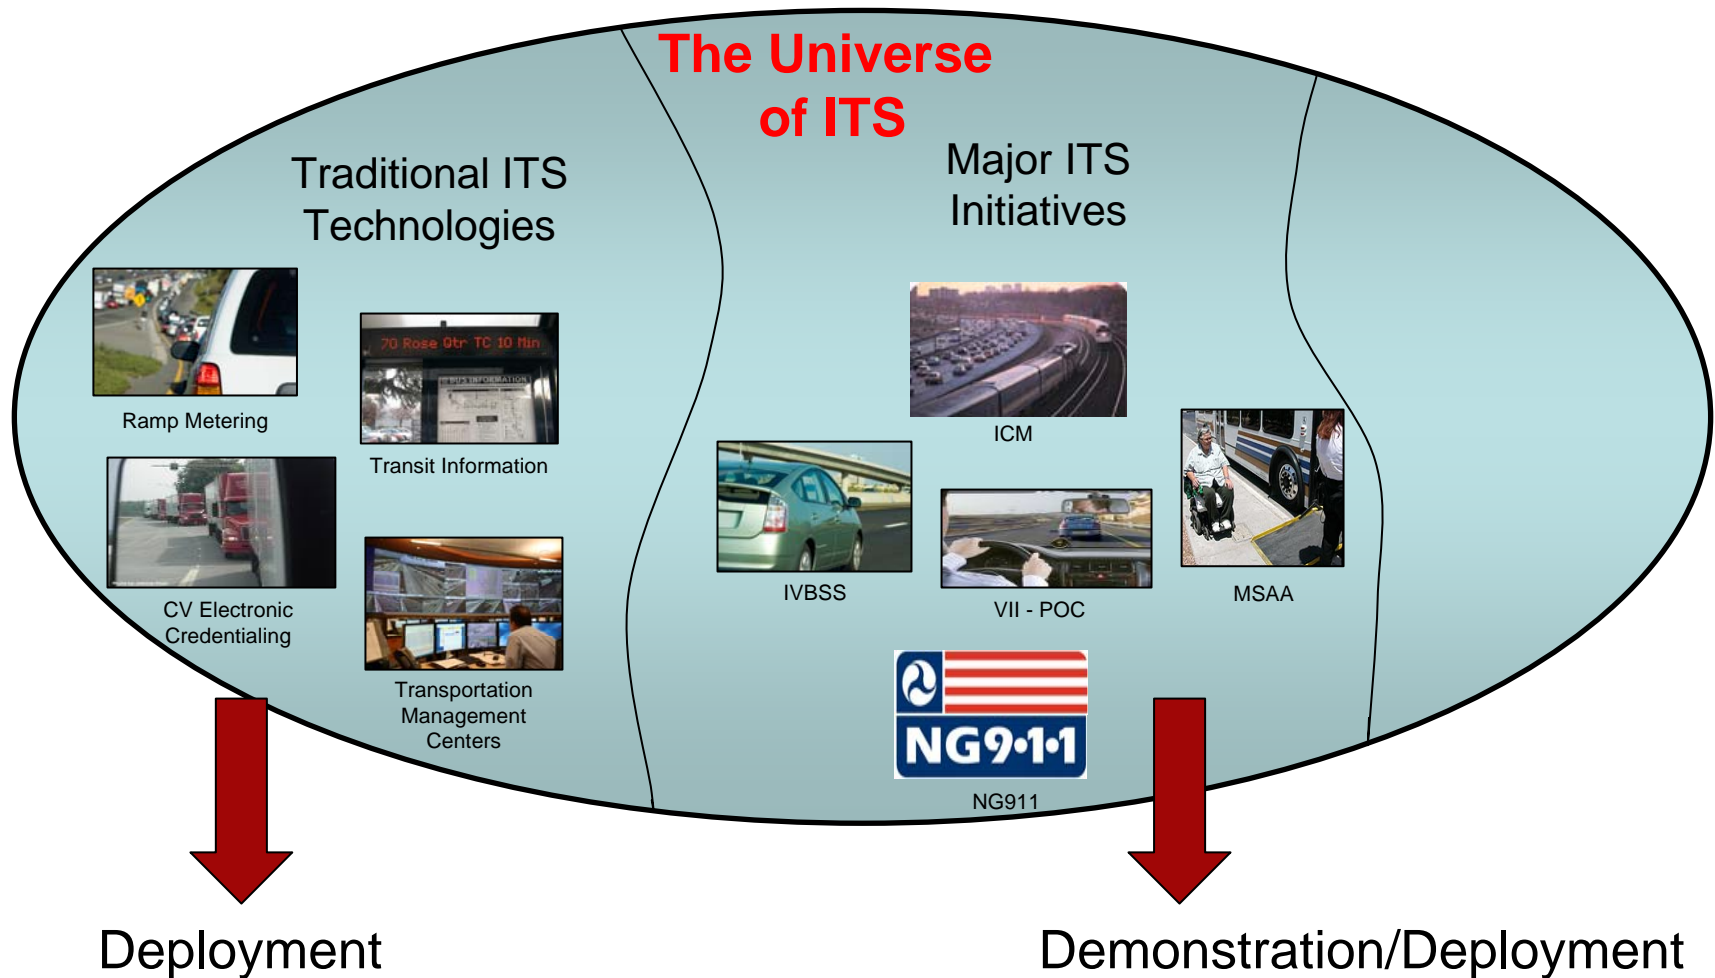 The Universe
of ITS
Traditional ITS
Technologies
Major ITS
Initiatives
70 Rose Qtr TC 10 Min
BUS INFORMATION
Ramp Metering
Transit Information
ICM
CV Electronic
Credentialing
IVBSS
VII - POC
MSAA
Transportation
Management
Centers
NG9•1•1
NG911
Deployment
Demonstration/Deployment